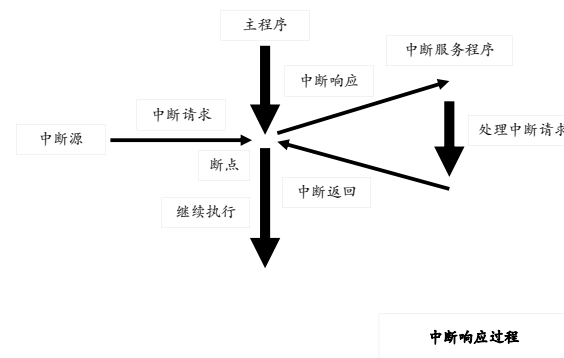 主程序
中断服务程序
中断响应
中断请求
处理中断请求
中断源
断点
中断返回
继续执行
中断响应过程